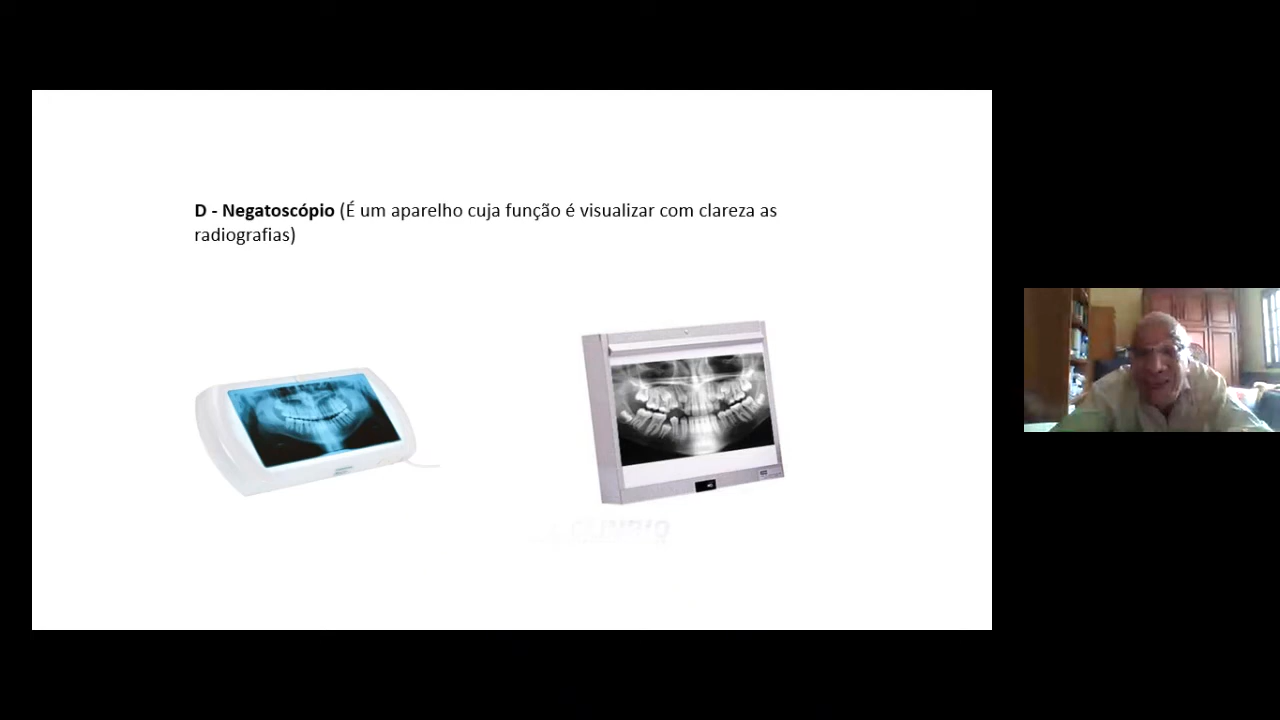 D - Negatoscópio (É um aparelho cuja função é visualizar com clareza as
radiografias)